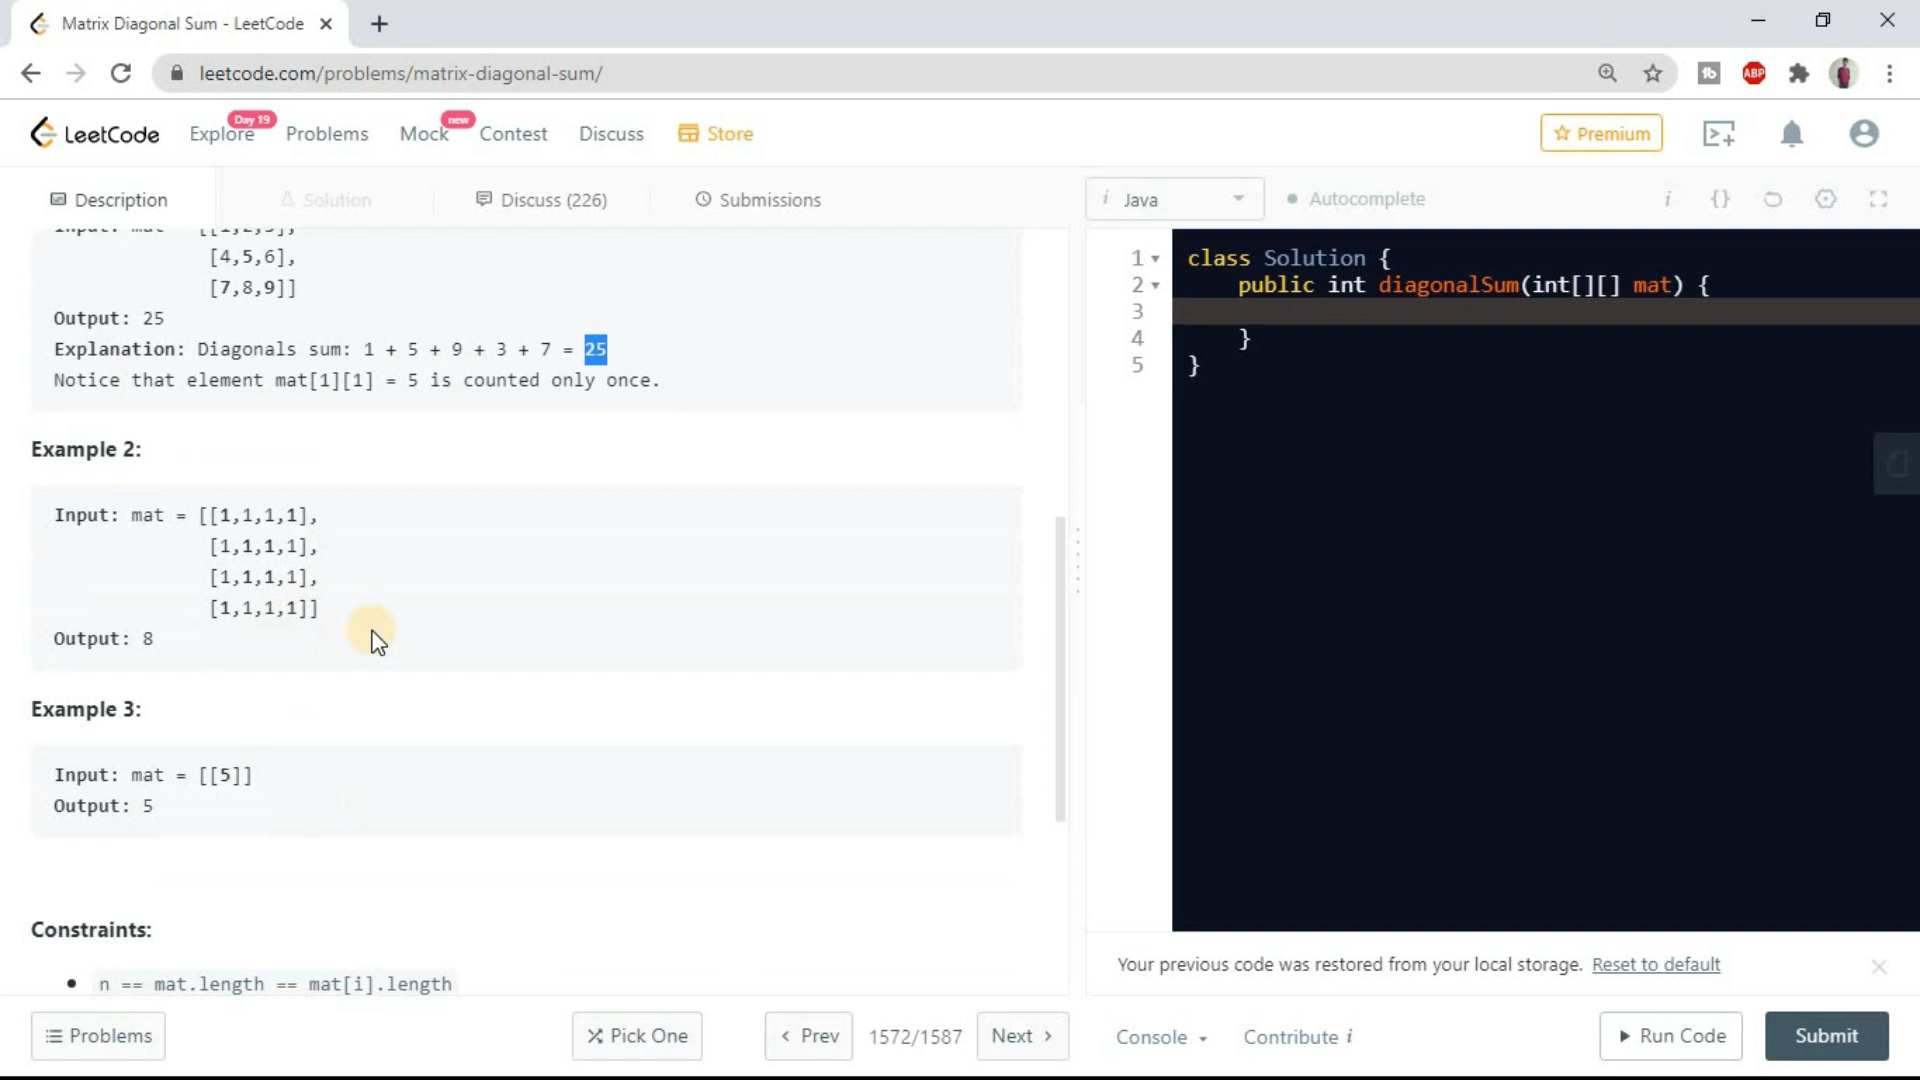 Matrix Diagonal Sum - LeetCode
leetcode.com/problems/matrix-diagonal-sum/
ABP
LeetCode
Explore
Day 19
Problems
Mock
new
Contest
Discuss
Store
Premium
Description
Solution
Discuss (226)
Submissions
i Java
Autocomplete
i {}
[4,5,6],
[7,8,9]]
Output: 25
Explanation: Diagonals sum: 1 + 5 + 9 + 3 + 7 = 25
Notice that element mat[1][1] = 5 is counted only once.
Example 2:
Input: mat = [[1,1,1,1],
[1,1,1,1],
[1,1,1,1],
[1,1,1,1]]
Output: 8
Example 3:
Input: mat = [[5]]
Output: 5
Constraints:
n == mat.length == mat[i].length
1 class Solution {
2 public int diagonalSum(int[][] mat) {
3
4 }
5 }
Your previous code was restored from your local storage. Reset to default
Problems
Pick One
< Prev
1572/1587
Next >
Console
Contribute i
Run Code
Submit